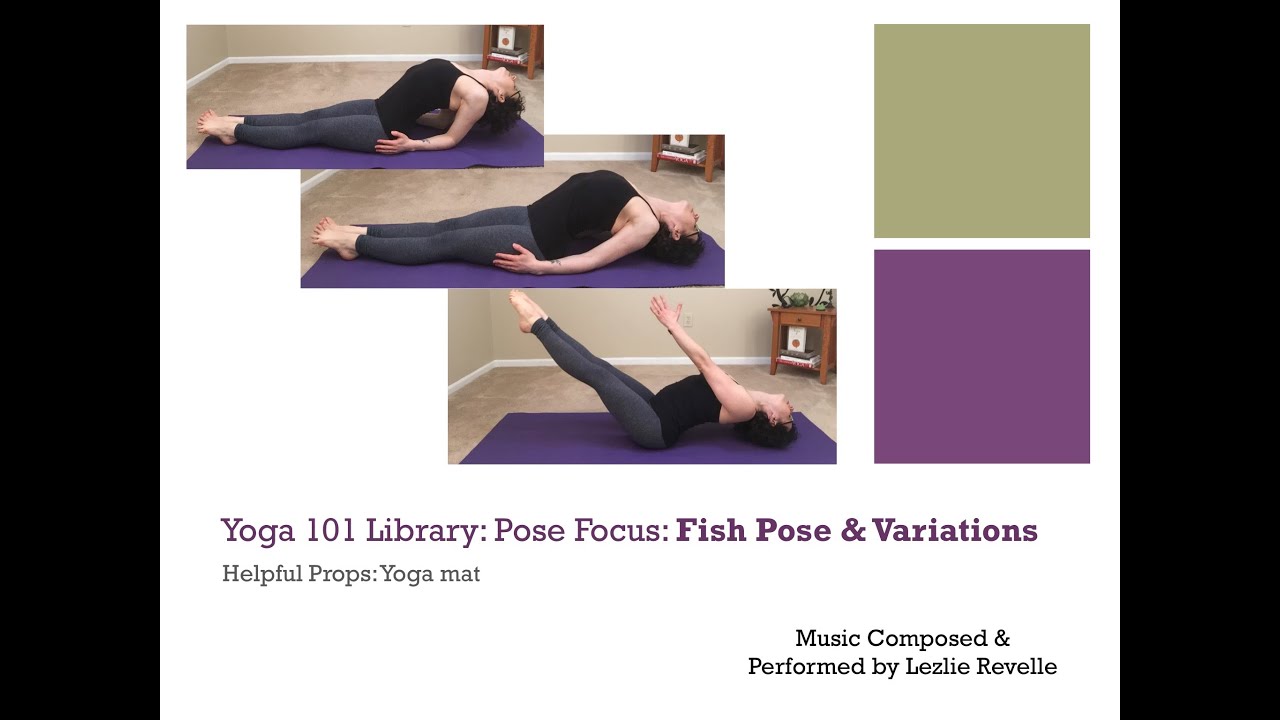 Yoga 101 Library: Pose Focus: Fish Pose & Variations
Helpful Props: Yoga mat
Music Composed &
Performed by Lezlie Revelle